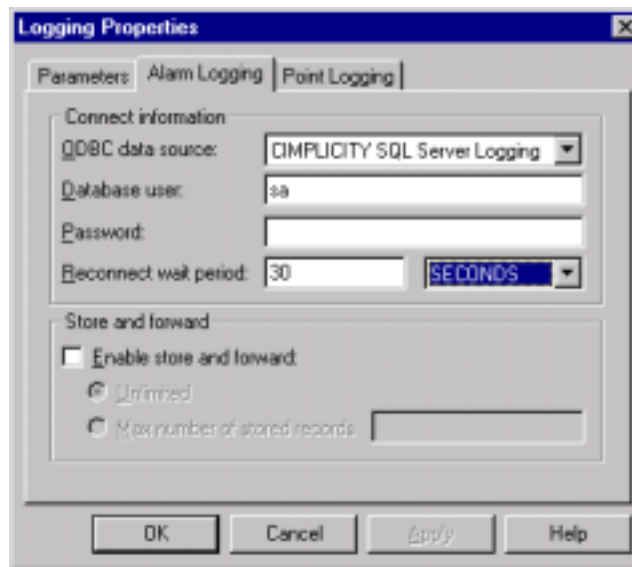 Logging Properties
Parameters Alarm Logging Point Logging
Connect information
ODBC data source: CIMPLICITY SQL Server Logging
Database user: sa
Password:
Reconnect wait period: 30 SECONDS
Store and forward
Enable store and forward
Unlimited
Max number of stored records
OK Cancel Apply Help